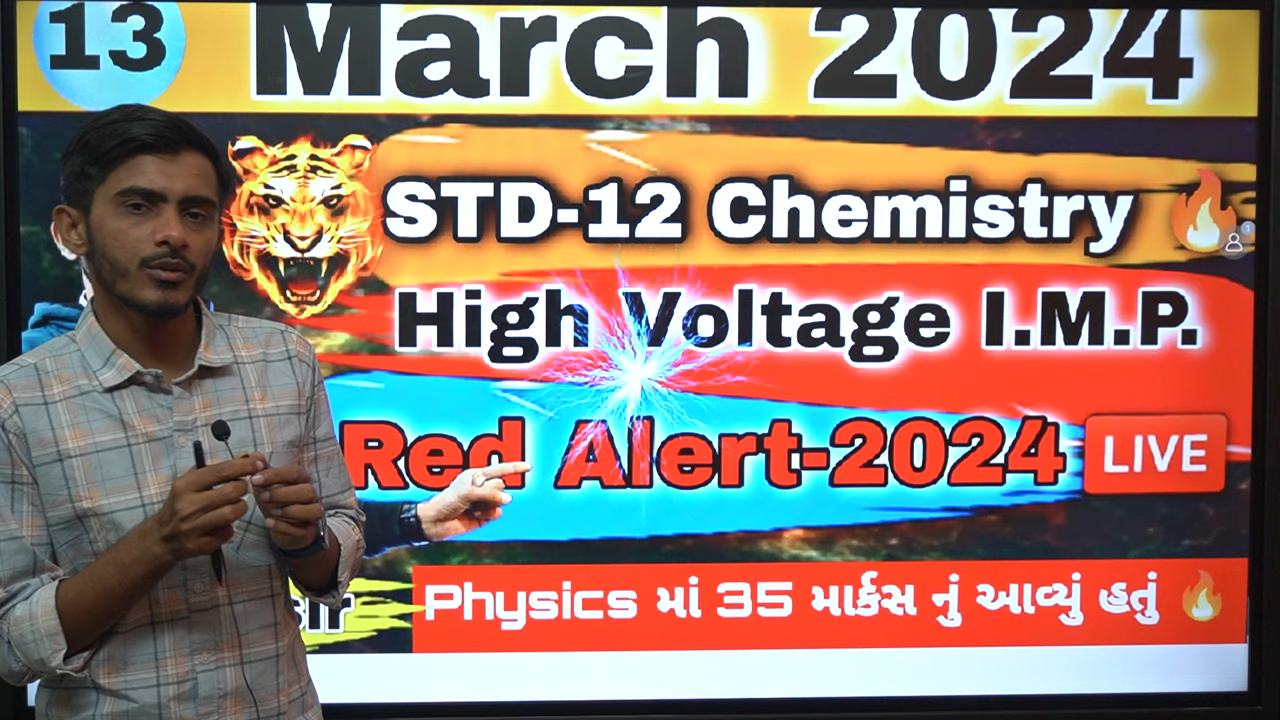 13 March 2024
STD-12 Chemistry
High Voltage I.M.P.
Red Alert-2024 LIVE
Physics માં 35 માર્કસ નું આવ્યું હતું